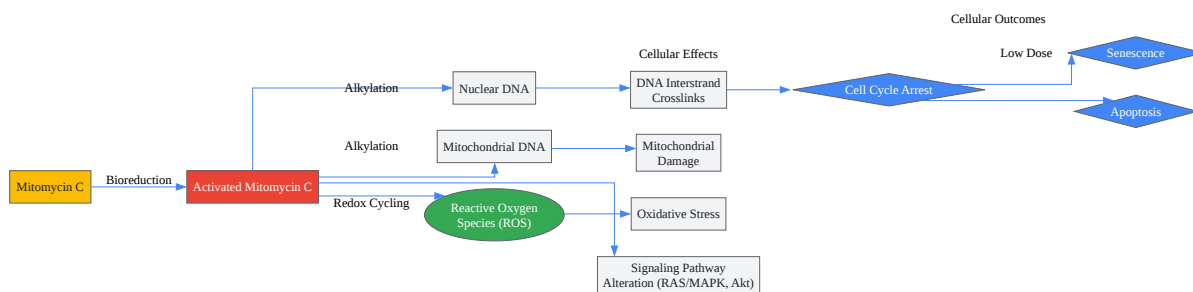 Cellular Outcomes
Cellular Effects
Low Dose
Senescence
Alkylation
Nuclear DNA
DNA Interstrand
Crosslinks
Cell Cycle Arrest
Apoptosis
Alkylation
Mitochondrial DNA
Mitochondrial
Damage
Mitomycin C
Bioreduction
Activated Mitomycin C
Redox Cycling
Reactive Oxygen
Species (ROS)
Oxidative Stress
Signaling Pathway
Alteration (RAS/MAPK, Akt)